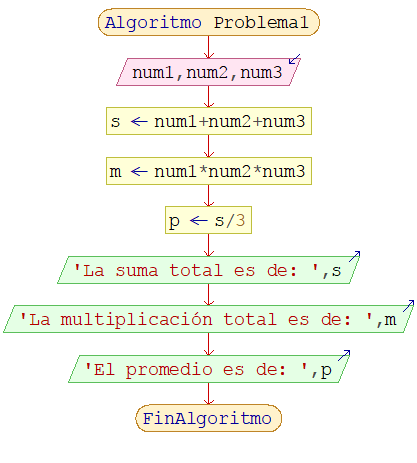 Algoritmo Problema1
num1,num2,num3
s ← num1+num2+num3
m ← num1*num2*num3
p ← s/3
'La suma total es de: ',s
'La multiplicación total es de: ',m
'El promedio es de: ',p
FinAlgoritmo